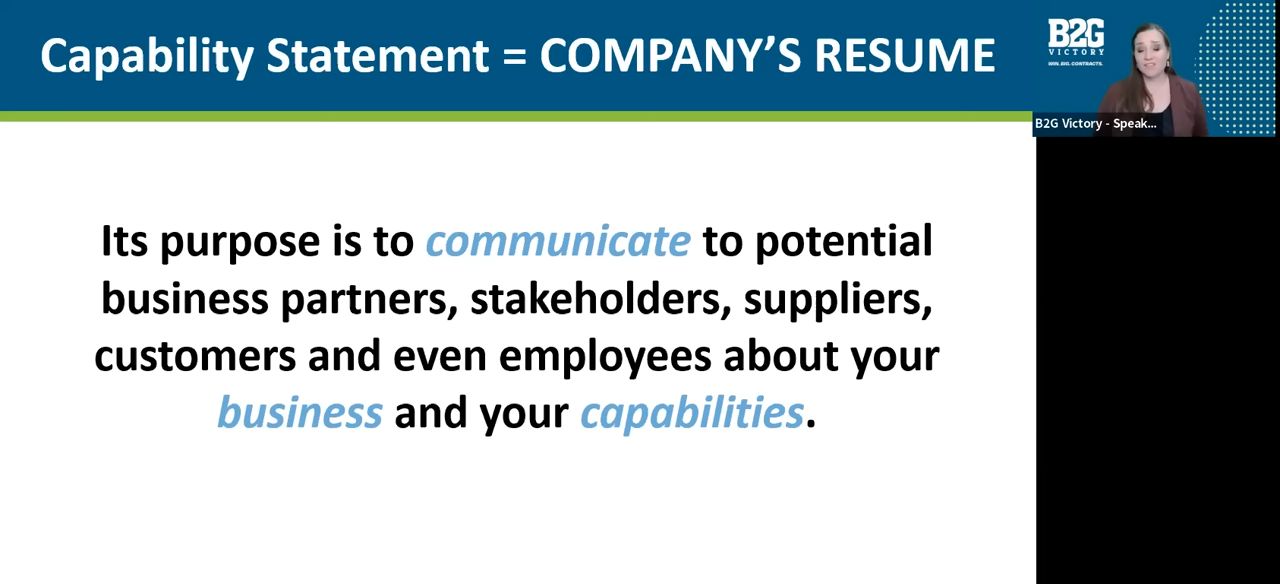 Capability Statement = COMPANY’S RESUME
B2G
VICTORY
WIN. BIG. CONTRACTS.
B2G Victory - Speak...
Its purpose is to communicate to potential
business partners, stakeholders, suppliers,
customers and even employees about your
business and your capabilities.